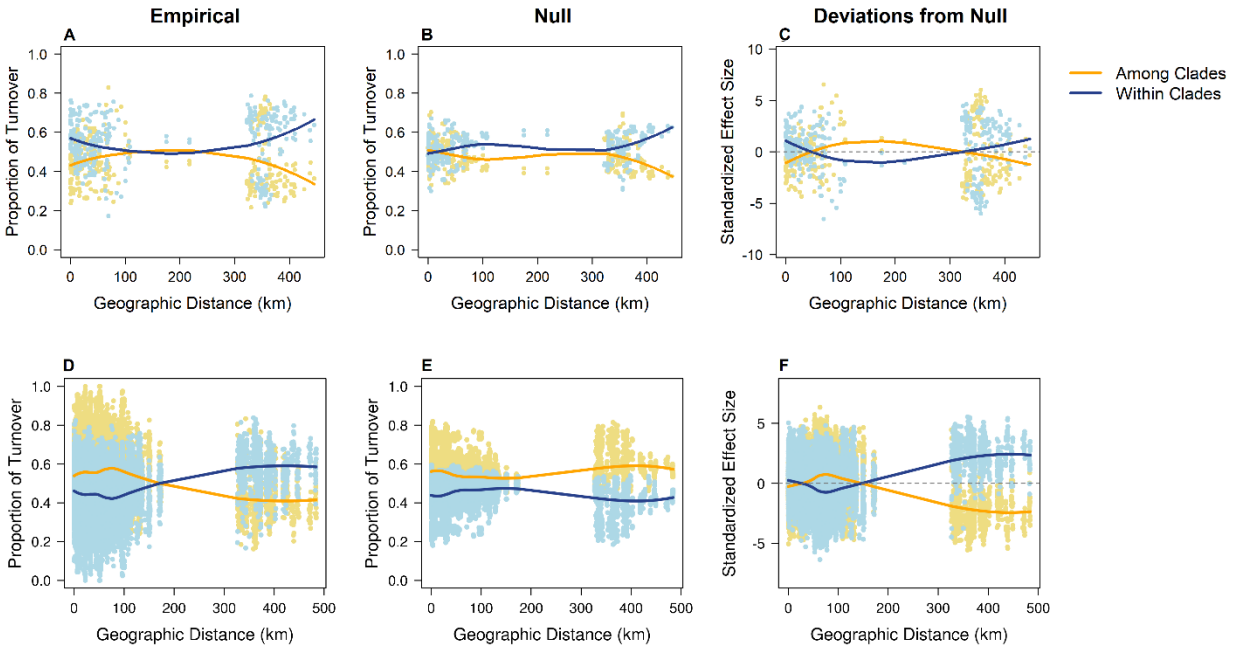 Empirical
Null
Deviations from Null
A
B
C
1.0
0.8
0.6
0.4
0.2
0.0
Proportion of Turnover
0
100
200
300
400
Geographic Distance (km)
1.0
0.8
0.6
0.4
0.2
0.0
Proportion of Turnover
0
100
200
300
400
Geographic Distance (km)
10
5
0
-5
-10
Standardized Effect Size
0
100
200
300
400
Geographic Distance (km)
Among Clades
Within Clades
D
E
F
1.0
0.8
0.6
0.4
0.2
0.0
Proportion of Turnover
0
100
200
300
400
500
Geographic Distance (km)
1.0
0.8
0.6
0.4
0.2
0.0
Proportion of Turnover
0
100
200
300
400
500
Geographic Distance (km)
5
0
-5
Standardized Effect Size
0
100
200
300
400
500
Geographic Distance (km)